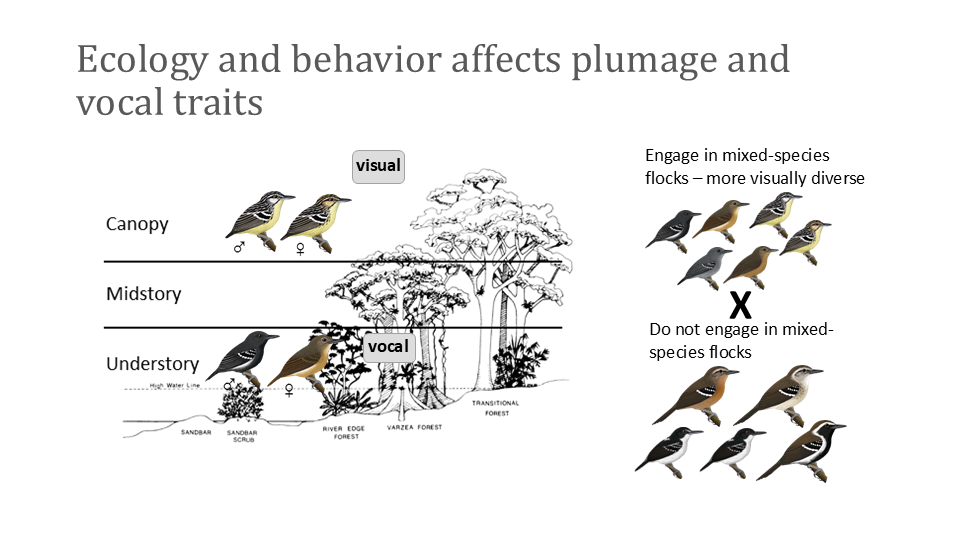 Ecology and behavior affects plumage and
vocal traits
visual
Engage in mixed-species
flocks – more visually diverse
Canopy
♂ ♀
Midstory
X
Do not engage in mixed-
species flocks
vocal
Understory
♂ ♀
High Water Line
SANDBAR
SANDBAR
SCRUB
RIVER EDGE
FOREST
VARZEA FOREST
TRANSITIONAL
FOREST